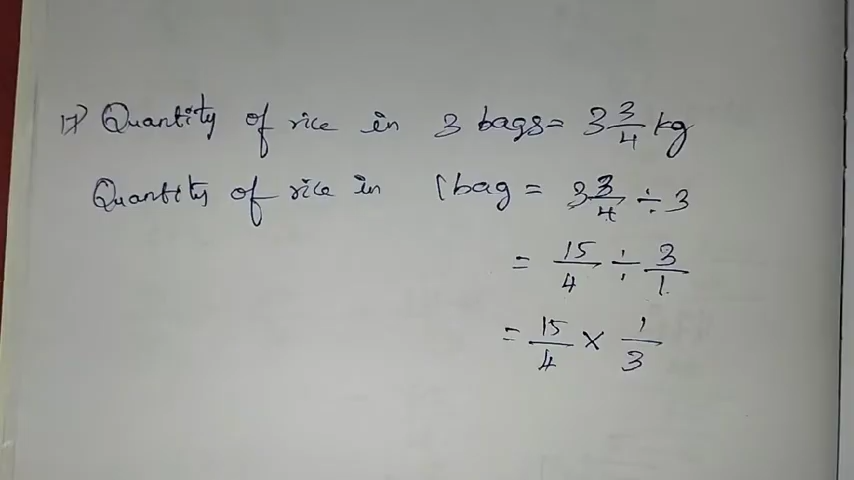 17) Quantity of rice in 3 bags = 3 3/4 kg
Quantity of rice in 1 bag = 3 3/4 ÷ 3
= 15/4 ÷ 3/1
= 15/4 × 1/3